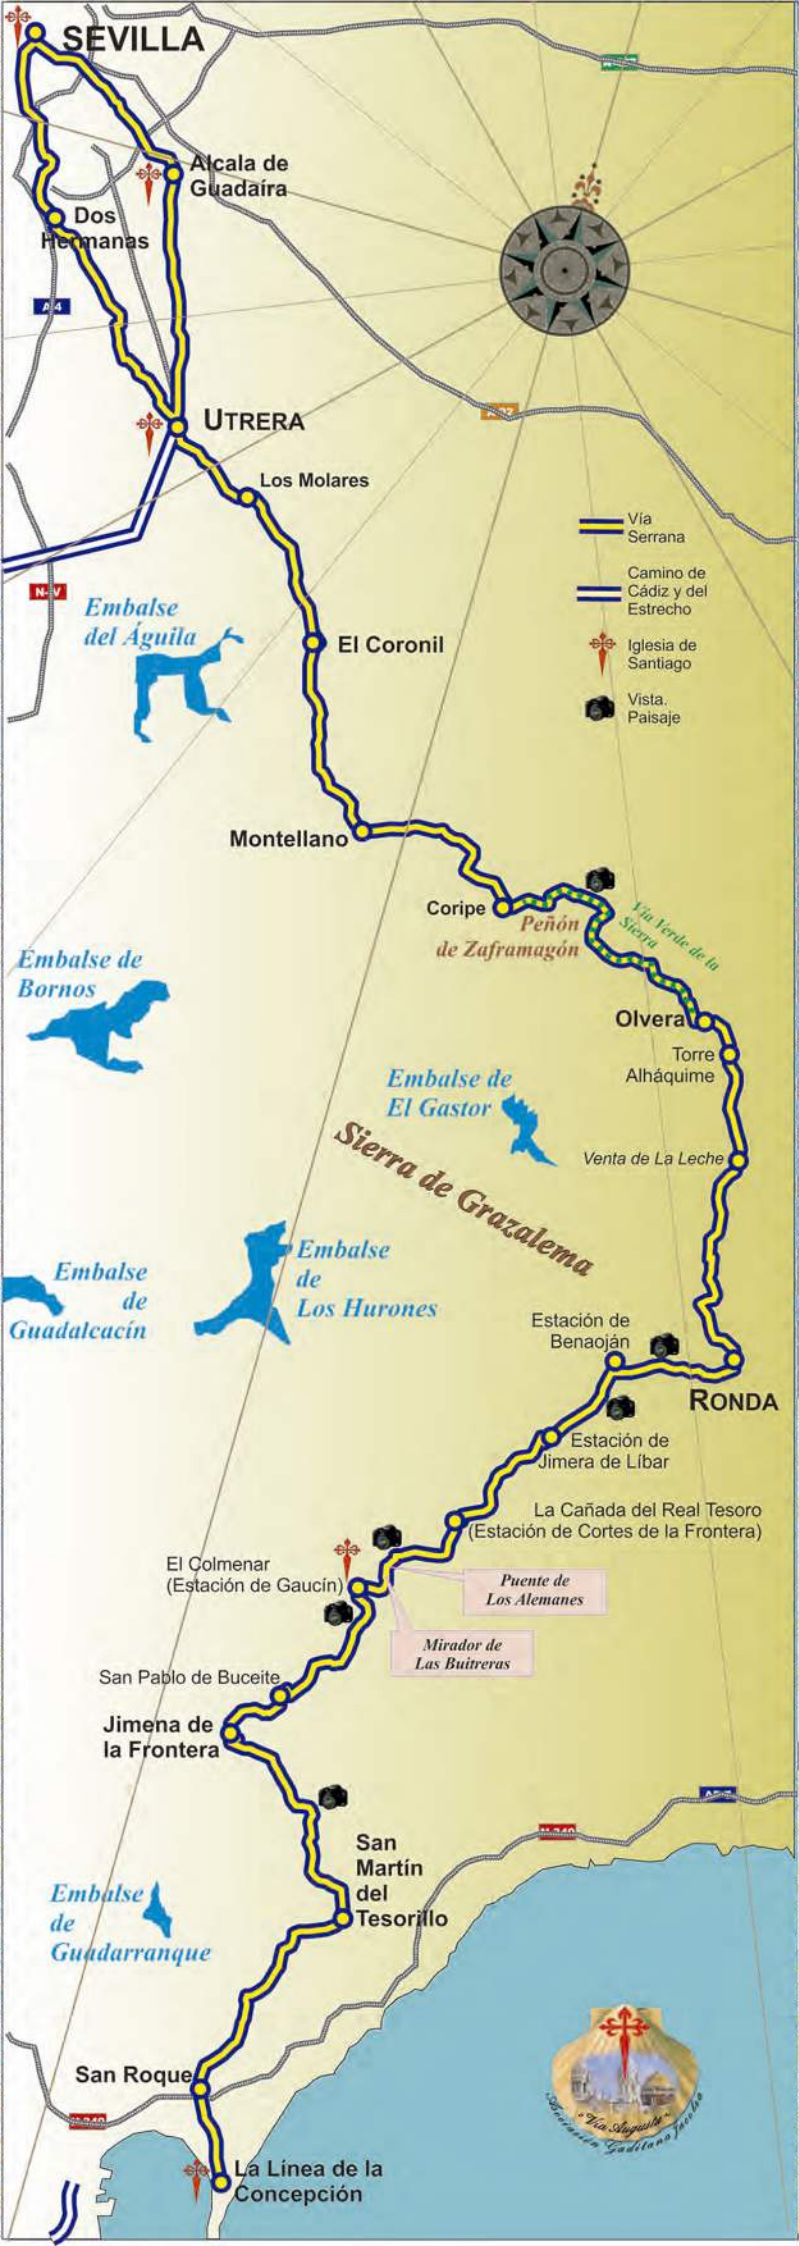 SEVILLA
Alcala de
Guadaíra
Dos
Hermanas
A-4
UTRERA
Los Molares
Vía
Serrana
Camino de
Cádiz y del
Estrecho
N-IV
Embalse
del Águila
El Coronil
Iglesia de
Santiago
Vista.
Paisaje
Montellano
Coripe
Peñón
de Zaframagón
Vía Verde de la
Sierra
Embalse de
Bornos
Olvera
Torre
Alháquime
Embalse de
El Gastor
Sierra de Grazalema
Venta de La Leche
Embalse
de
Los Hurones
Embalse
de
Guadalcacín
Estación de
Benaoján
RONDA
Estación de
Jimera de Líbar
La Cañada del Real Tesoro
(Estación de Cortes de la Frontera)
El Colmenar
(Estación de Gaucín)
Puente de
Los Alemanes
Mirador de
Las Buitreras
San Pablo de Buceite
Jimena de
la Frontera
N-340
San
Martín
del
Tesorillo
Embalse
de
Guadarranque
San Roque
N-340
La Línea de la
Concepción
"Vía Augusta"
Asociación Gaditana Jacobea